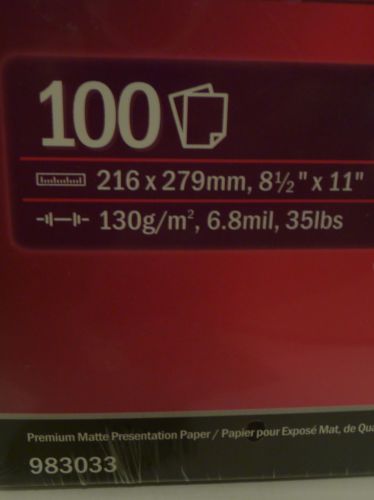 100
216 x 279mm, 8½" x 11"
130g/m², 6.8mil, 35lbs
Premium Matte Presentation Paper / Papier pour Exposé Mat, de Qua
983033